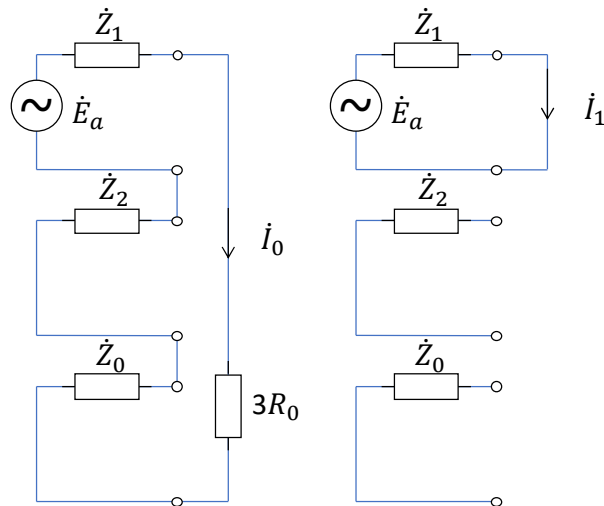 Ż₁ Ż₁
~ Ė_a ~ Ė_a İ₁
Ż₂ Ż₂
İ₀
Ż₀ Ż₀
3R₀